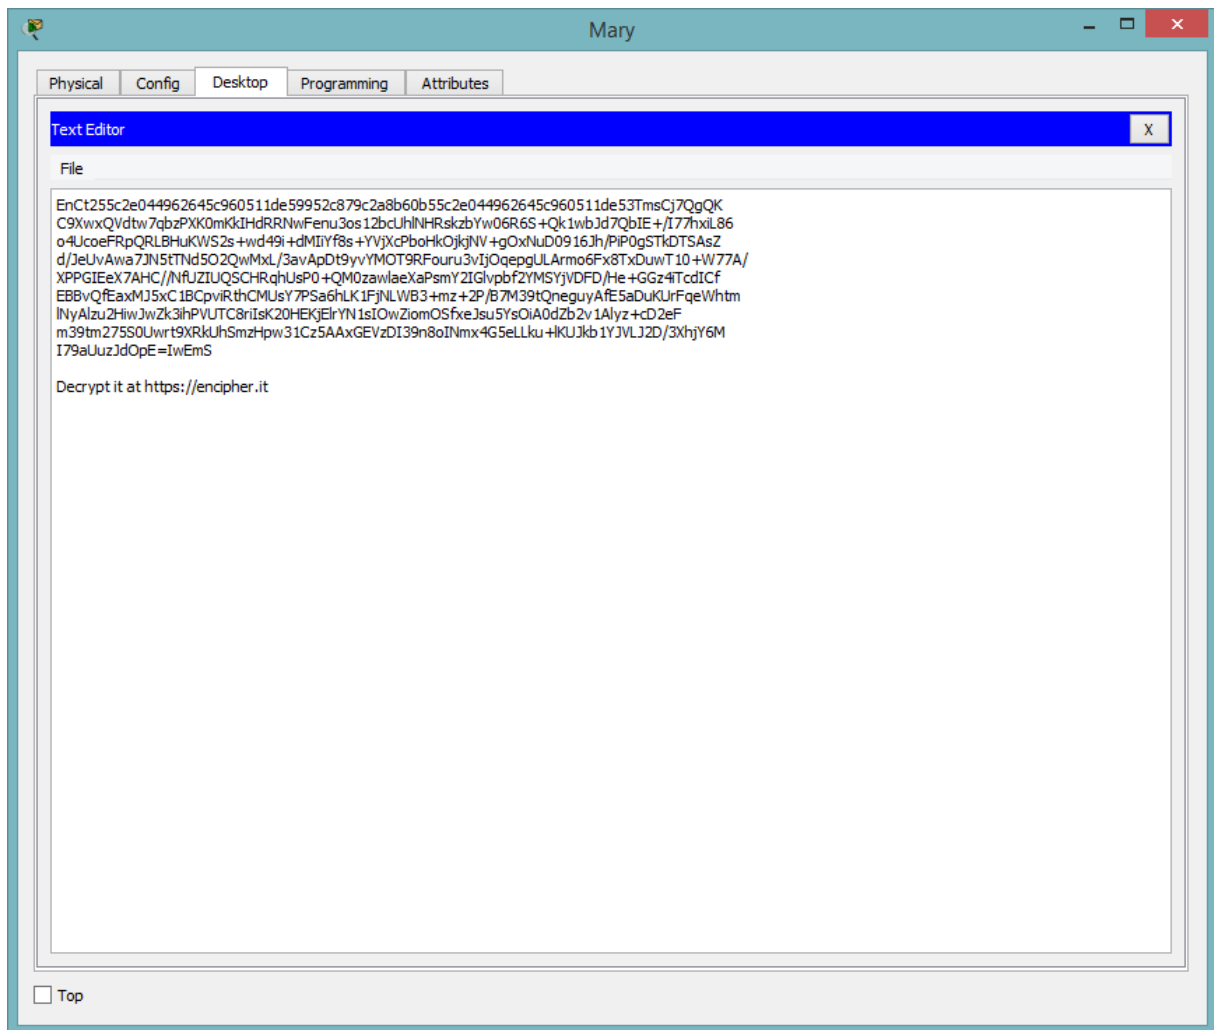 Mary
Physical Config Desktop Programming Attributes
Text Editor X
File
EnCt255c2e044962645c960511de59952c879c2a8b60b55c2e044962645c960511de53TmsCj7QgQK
C9XwxQVdtw7qbzPXK0mKkIHdRRNwFenu3os12bcUhlNHRskzbYw06R6S+Qk1wbJd7QbIE+/I77hxiL86
o4UcoeFRpQRLBHuKWS2s+wd49i+dMIiYf8s+YVjXcPboHkOjkjNV+gOxNuD0916Jh/PiP0gSTkDTSAsZ
d/JeUvAwa7JN5tTNd5O2QwMxL/3avApDt9yvYMOT9RFouru3vIjOqepgULArmo6Fx8TxDuwT10+W77A/
XPPGIEeX7AHC//NfUZIUQSCHRqhUsP0+QM0zawlaeXaPsmY2IGlvpbf2YMSYjVDFD/He+GGz4iTcdICf
EBBvQfEaxMJ5xC1BCpviRthCMUsY7PSa6hLK1FjNLWB3+mz+2P/B7M39tQneguyAfE5aDuKUrFqeWhtm
lNyAlzu2HiwJwZk3ihPVUTC8riIsK20HEKjElrYN1sIOwZiomOSfxeJsu5YsOiA0dZb2v1Alyz+cD2eF
m39tm275S0Uwrt9XRkUhSmzHpw31Cz5AAxGEVzDI39n8oINmx4G5eLLku+lKUJkb1YJVLJ2D/3XhjY6M
I79aUuzJdOpE=IwEmS
Decrypt it at https://encipher.it
Top